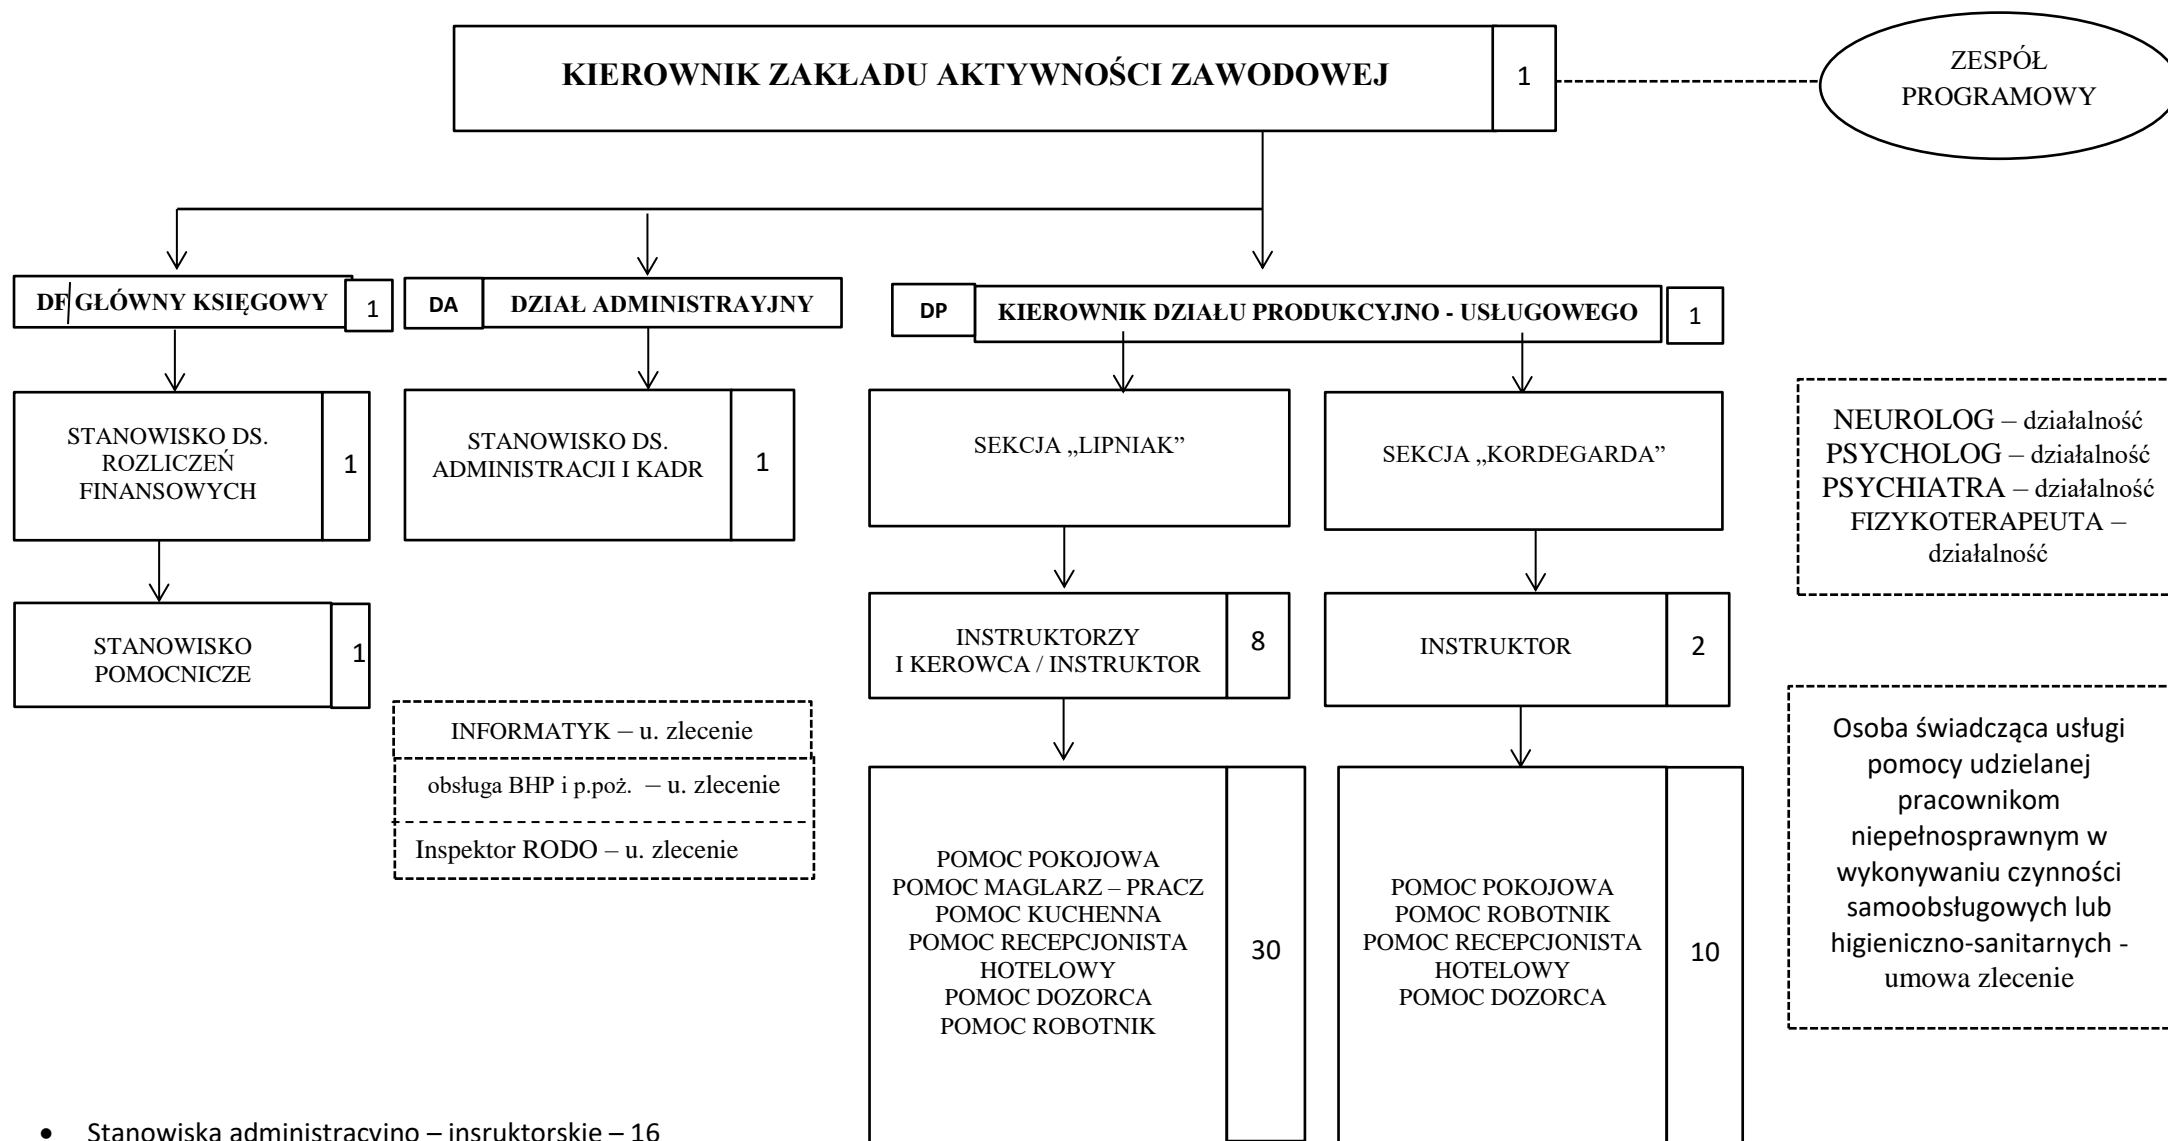 KIEROWNIK ZAKŁADU AKTYWNOŚCI ZAWODOWEJ
1
ZESPÓŁ
PROGRAMOWY
DF GŁÓWNY KSIĘGOWY
1
DA
DZIAŁ ADMINISTRAYJNY
DP
KIEROWNIK DZIAŁU PRODUKCYJNO - USŁUGOWEGO
1
STANOWISKO DS.
ROZLICZEŃ
FINANSOWYCH
1
STANOWISKO DS.
ADMINISTRACJI I KADR
1
SEKCJA „LIPNIAK”
SEKCJA „KORDEGARDA”
NEUROLOG – działalność
PSYCHOLOG – działalność
PSYCHIATRA – działalność
FIZYKOTERAPEUTA –
działalność
STANOWISKO
POMOCNICZE
1
INSTRUKTORZY
I KEROWCA / INSTRUKTOR
8
INSTRUKTOR
2
INFORMATYK – u. zlecenie
obsługa BHP i p.poż. – u. zlecenie
Inspektor RODO – u. zlecenie
POMOC POKOJOWA
POMOC MAGLARZ – PRACZ
POMOC KUCHENNA
POMOC RECEPCJONISTA
HOTELOWY
POMOC DOZORCA
POMOC ROBOTNIK
30
POMOC POKOJOWA
POMOC ROBOTNIK
POMOC RECEPCJONISTA
HOTELOWY
POMOC DOZORCA
10
Osoba świadcząca usługi
pomocy udzielanej
pracownikom
niepełnosprawnym w
wykonywaniu czynności
samoobsługowych lub
higieniczno-sanitarnych -
umowa zlecenie
• Stanowiska administracyjno – insruktorskie – 16